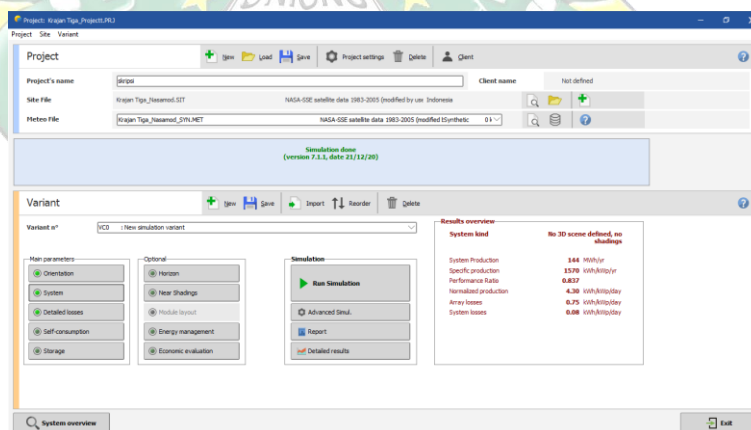 Project: Krajan Tiga_Project1.PRJ
Project Site Variant
Project New Load Save Project settings Delete Client
Project's name skripsi Client name Not defined
Site File Krajan Tiga_Nasamod.SIT NASA-SSE satellite data 1983-2005 (modified by use Indonesia
Meteo File Krajan Tiga_Nasamod_SYN.MET NASA-SSE satellite data 1983-2005 (modified Synthetic
Simulation done
(version 7.1.1, date 21/12/20)
Variant New Save Import Reorder Delete
Variant n° VC0 : New simulation variant
Results overview
System kind No 3D scene defined, no
shadings
Main parameters Optional Simulation
Orientation Horizon Run Simulation
System Near Shadings
Detailed losses Module layout Advanced Simul.
Self-consumption Energy management Report
Storage Economic evaluation Detailed results
System Production 144 MWh/yr
Specific production 1570 kWh/kWp/yr
Performance Ratio 0.837
Normalized production 4.30 kWh/kWp/day
Array losses 0.75 kWh/kWp/day
System losses 0.08 kWh/kWp/day
System overview Exit